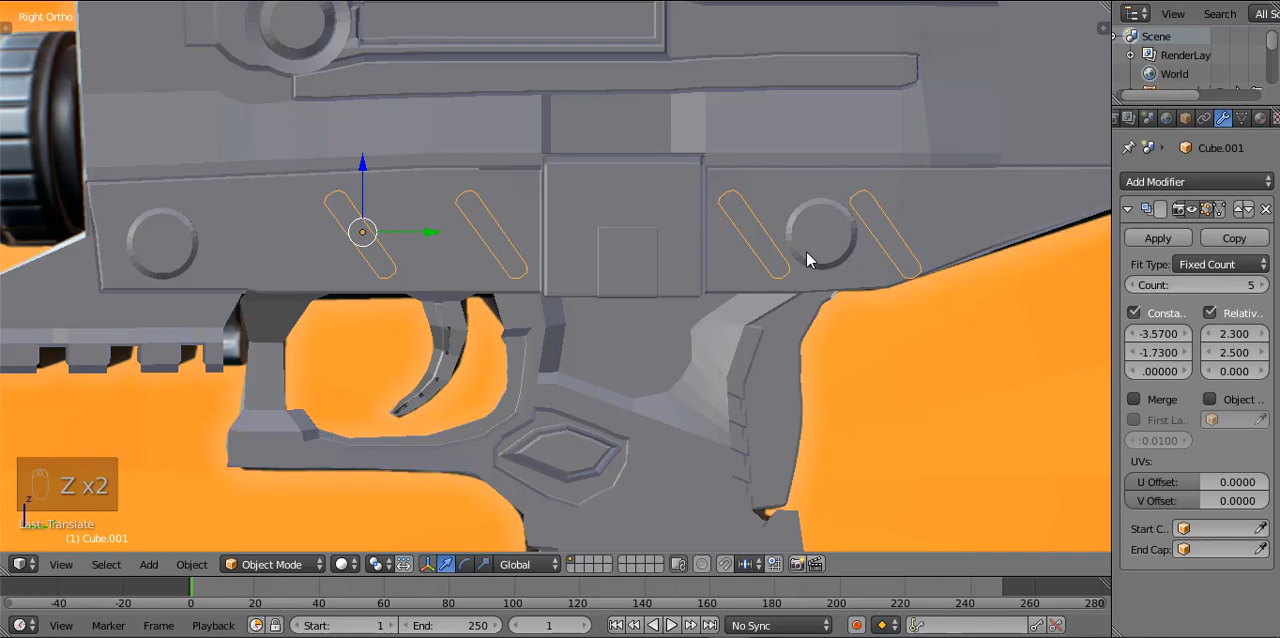 Right Ortho
View Search All Sc
Scene
RenderLay
World
Cube.001
Add Modifier
Apply Copy
Fit Type: Fixed Count
Count: 5
Consta.. Relativ..
-3.5700 2.300
-1.7300 2.500
.00000 0.000
Merge Object ..
First La..
:0.0100
UVs:
U Offset: 0.0000
V Offset: 0.0000
Start C..
End Cap:
Z x2
z
Last: Translate
(1) Cube.001
View Select Add Object Object Mode Global
-40 -20 0 20 40 60 80 100 120 140 160 180 200 220 240 260 280
View Marker Frame Playback Start: 1 End: 250 1 No Sync